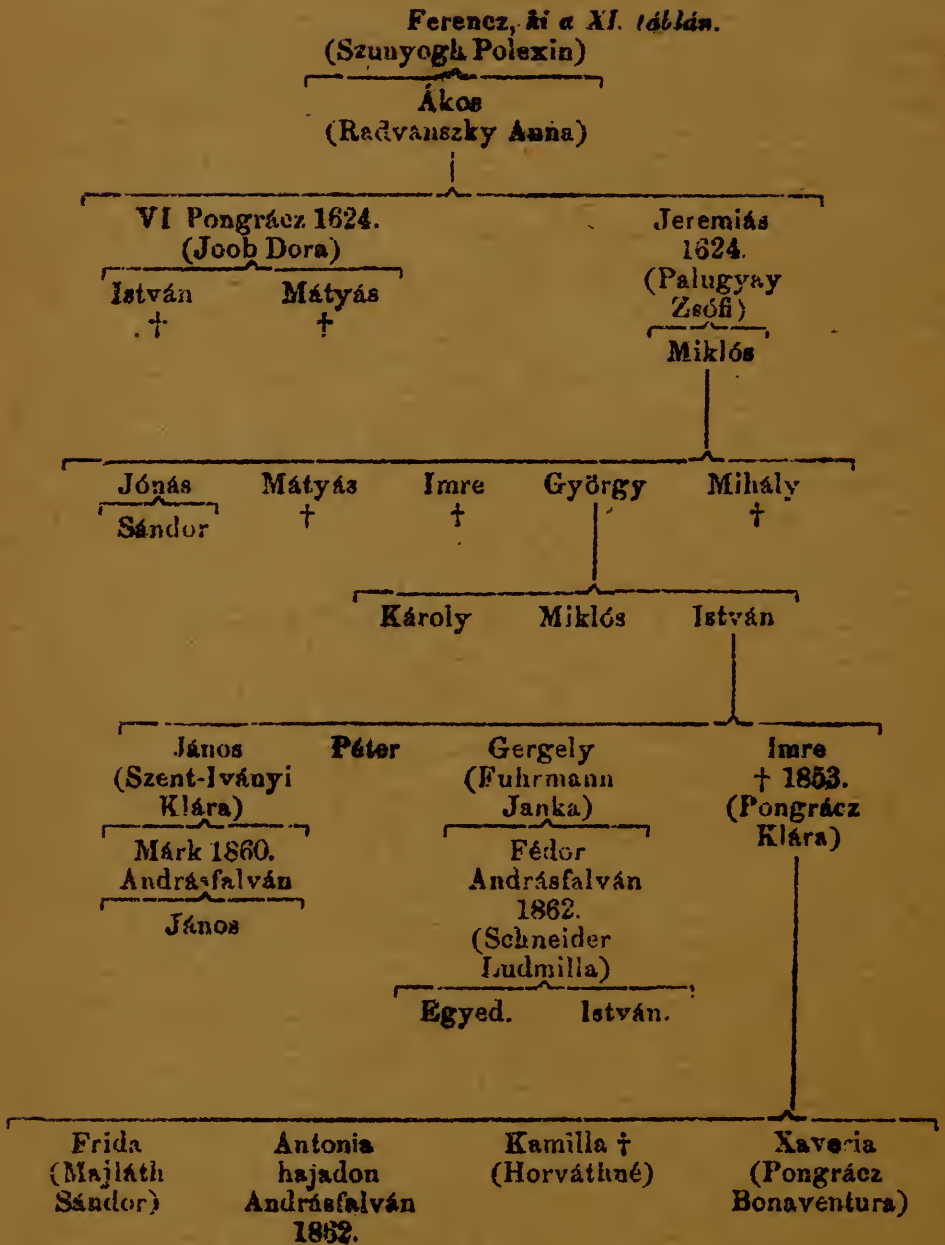 Ferencz, ki a XI. táblán.
(Szunyogh Polexin)
Ákos
(Radvanszky Anna)
VI Pongrácz 1624.
(Joob Dora)
István
†
Mátyás
†
Jeremiás
1624.
(Palugyay
Zsófi)
Miklós
Jónás
Sándor
Mátyás
†
Imre
†
György
Mihály
†
Károly Miklós István
János
(Szent-Iványi
Klára)
Márk 1860.
Andrásfalván
János
Péter
Gergely
(Fuhrmann
Janka)
Fédor
Andrásfalván
1862.
(Schneider
Ludmilla)
Egyed. István.
Imre
† 1853.
(Pongrácz
Klára)
Frida
(Majláth
Sándor)
Antonia
hajadon
Andrásfalván
1862.
Kamilla †
(Horváthné)
Xaveria
(Pongrácz
Bonaventura)